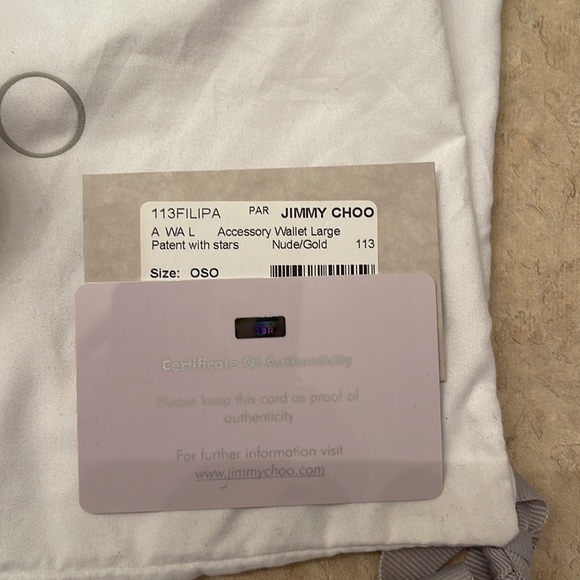 113FILIPA PAR JIMMY CHOO
A WA L Accessory Wallet Large
Patent with stars Nude/Gold 113
Size: OSO
Certificate Of Authenticity
Please keep this card as proof of
authenticity
For further information visit
www.jimmychoo.com